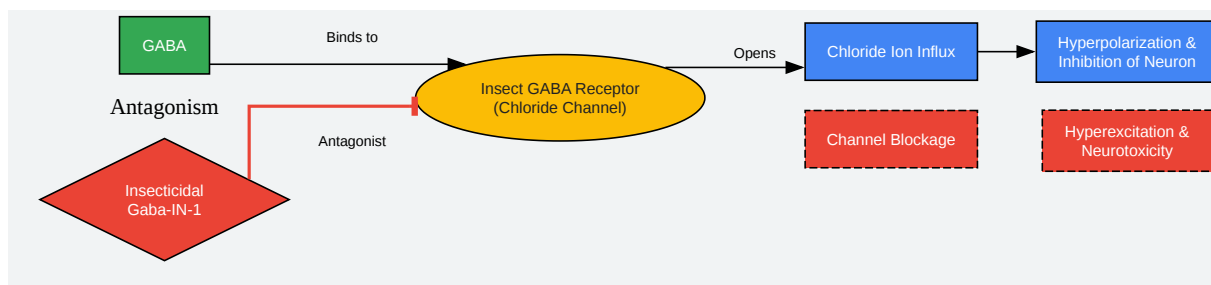 GABA
Binds to
Opens
Chloride Ion Influx
Hyperpolarization &
Inhibition of Neuron
Insect GABA Receptor
(Chloride Channel)
Antagonism
Antagonist
Channel Blockage
Hyperexcitation &
Neurotoxicity
Insecticidal
Gaba-IN-1